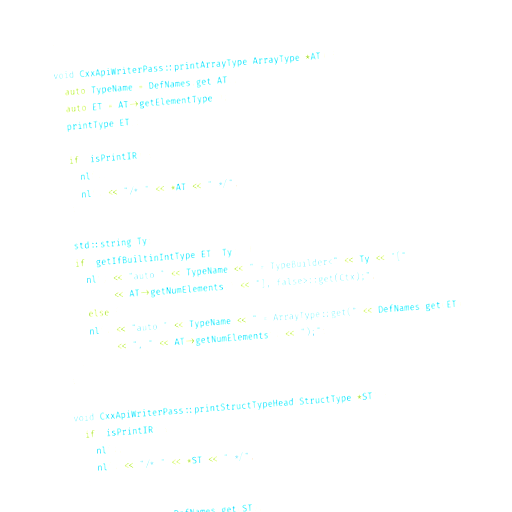 void CxxApiWriterPass::printArrayType ArrayType *AT
auto TypeName = DefNames get AT
auto ET = AT->getElementType
printType ET
if isPrintIR
nl
nl << "/* " << *AT << " */"
std::string Ty
if getIfBuiltinIntType ET Ty
nl << "auto " << TypeName << " = TypeBuilder<" << Ty << "["
<< AT->getNumElements << "], false>::get(Ctx);"
else
nl << "auto " << TypeName << " = ArrayType::get(" << DefNames get ET
<< ", " << AT->getNumElements << ");"
void CxxApiWriterPass::printStructTypeHead StructType *ST
if isPrintIR
nl
nl << "/* " << *ST << " */"
DefNames get ST